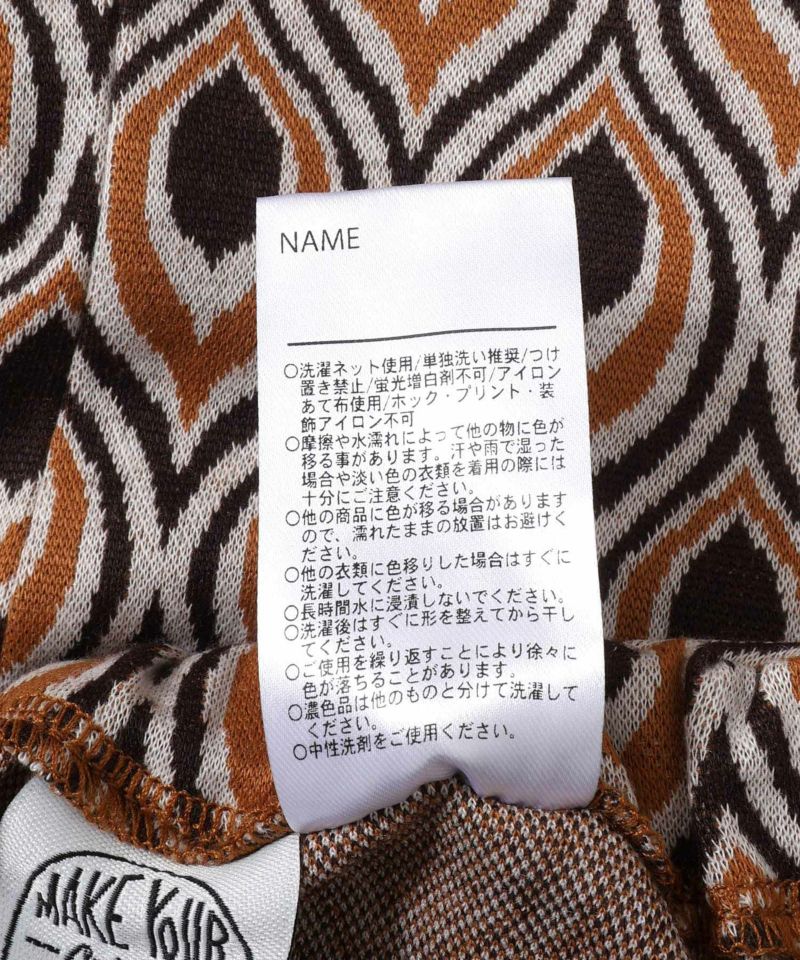 NAME
○洗濯ネット使用/単独洗い推奨/つけ
置き禁止/蛍光増白剤不可/アイロン
あて布使用/ホック・プリント・装
飾アイロン不可
○摩擦や水濡れによって他の物に色が
移る事があります。汗や雨で湿った
場合や淡い色の衣類を着用の際には
十分にご注意ください。
○他の商品に色が移る場合があります
ので、濡れたままの放置はお避けく
ださい。
○他の衣類に色移りした場合はすぐに
洗濯してください。
○長時間水に浸漬しないでください。
○洗濯後はすぐに形を整えてから干し
てください。
○ご使用を繰り返すことにより徐々に
色が落ちることがあります。
○濃色品は他のものと分けて洗濯して
ください。
○中性洗剤をご使用ください。
MAKE YOUR